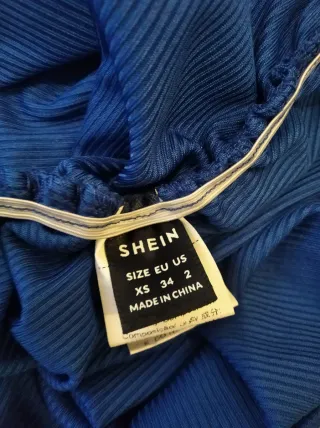 SHEIN
SIZE EU US
XS 34 2
MADE IN CHINA